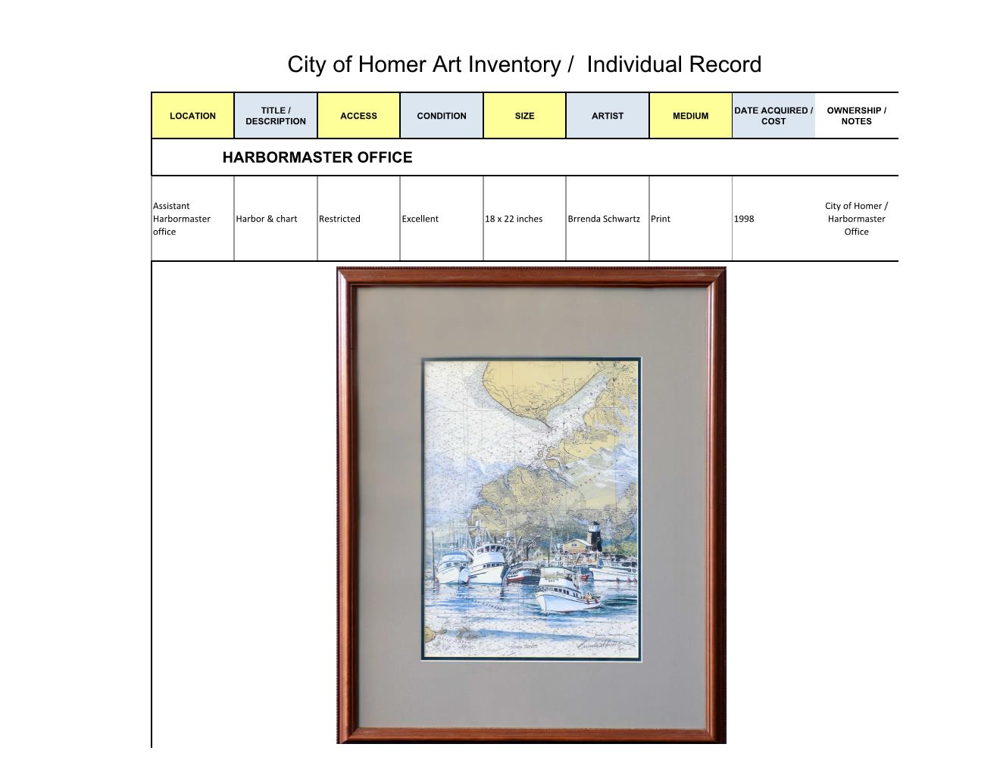 City of Homer Art Inventory /  Individual Record
LOCATION
TITLE /
DESCRIPTION
ACCESS
CONDITION
SIZE
ARTIST
MEDIUM
DATE ACQUIRED /
COST
OWNERSHIP /
NOTES
HARBORMASTER OFFICE
Assistant
Harbormaster
office
Harbor & chart
Restricted
Excellent
18 x 22 inches
Brrenda Schwartz
Print
1998
City of Homer /
Harbormaster
Office